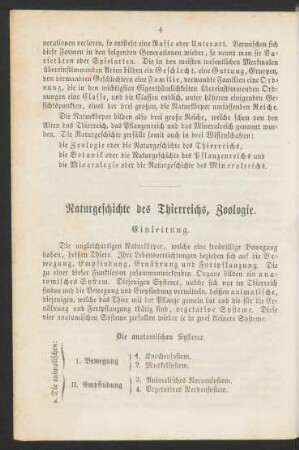 4
nerationen verloren, so entsteht eine Rasse oder Unterart. Verwischen sich
diese Formen in den folgenden Generationen wieder, so nennt man sie Va-
rietäten oder Spielarten. Die in den meisten wesentlichen Merkmalen
übereinstimmenden Arten bilden ein Geschlecht, eine Gattung, Gruppen,
von verwandten Geschlechtern eine Familie, verwandte Familien eine Ord-
nung, die in den wichtigsten Eigenthümlichkeiten übereinstimmenden Ordnun-
gen eine Classe, und die Classen endlich, unter höheren einigenden Ge-
sichtspunkten, eines der drei großen, die Naturkörper umfassenden Reiche.
Die Naturkörper bilden also drei große Reiche, welche schon von den
Alten das Thierreich, das Pflanzenreich und das Mineralreich genannt wur-
den. Die Naturgeschichte zerfällt somit auch in drei Wissenschaften:
die Zoologie oder die Naturgeschichte des Thierreichs,
die Botanik oder die Naturgeschichte des Pflanzenreichs und
die Mineralogie oder die Naturgeschichte des Mineralreichs.
Naturgeschichte des Thierreichs, Zoologie.
Einleitung.
Die ungleichartigen Naturkörper, welche eine freiwillige Bewegung
haben, heißen Thiere. Ihre Lebensverrichtungen beziehen sich auf die Be-
wegung, Empfindung, Ernährung und Fortpflanzung. Die
zu einer dieser Funktionen zusammenwirkenden Organe bilden ein ana-
tomisches System. Diejenigen Systeme, welche sich nur im Thierreich
finden und die Bewegung und Empfindung vermitteln, heißen animalische,
diejenigen, welche das Thier mit der Pflanze gemein hat und die für die Er-
nährung und Fortpflanzung thätig sind, vegetative Systeme. Diese
vier anatomischen Systeme zerfallen wieder je in zwei kleinere Systeme.
Die anatomischen Systeme.
a. Die animalischen:
I. Bewegung
1. Knochensystem.
2. Muskelsystem.
II. Empfindung
3. Animalisches Nervensystem.
4. Vegetatives Nervensystem.